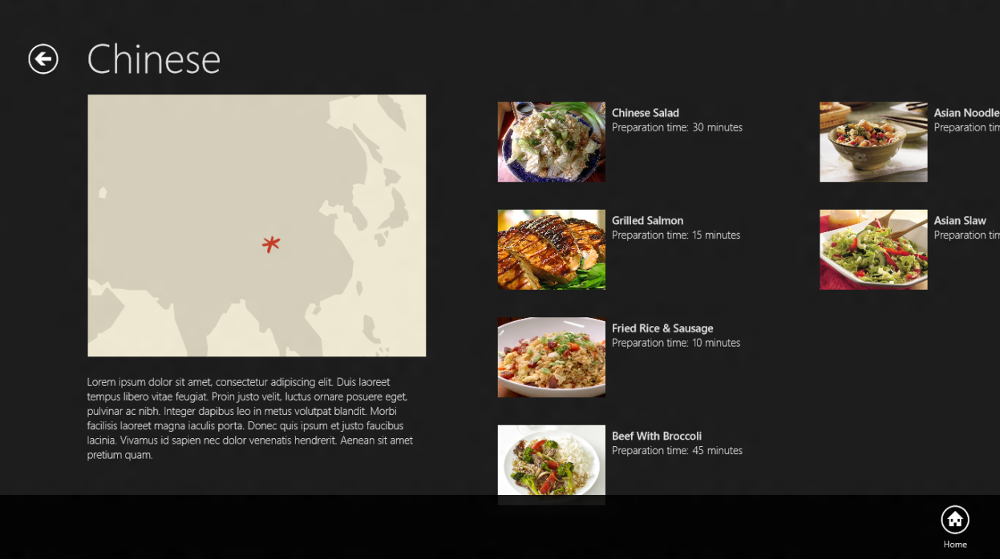 Chinese
Lorem ipsum dolor sit amet, consectetur adipiscing elit. Duis laoreet
tempus libero vitae feugiat. Proin justo velit, luctus ornare posuere eget,
pulvinar ac nibh. Integer dapibus leo in metus volutpat blandit. Morbi
facilisis laoreet magna iaculis porta. Donec quis ipsum et justo faucibus
lacinia. Vivamus id sapien nec dolor venenatis hendrerit. Aenean sit amet
pretium quam.
Chinese Salad
Preparation time: 30 minutes
Grilled Salmon
Preparation time: 15 minutes
Fried Rice & Sausage
Preparation time: 10 minutes
Beef With Broccoli
Preparation time: 45 minutes
Asian Noodle
Preparation tim
Asian Slaw
Preparation tim
Home